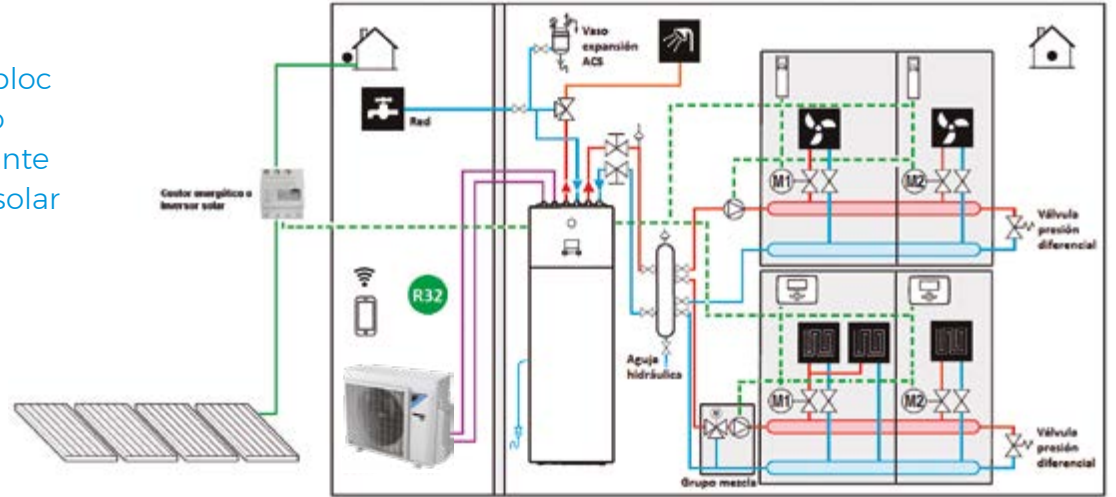 bloc
o
nte
solar
Gestor energético o
Inversor solar
Red
Vaso
expansión
ACS
R32
Aguja
hidráulica
Grupo mezcla
M1
M2
Válvula
presión
diferencial
M1
M2
Válvula
presión
diferencial